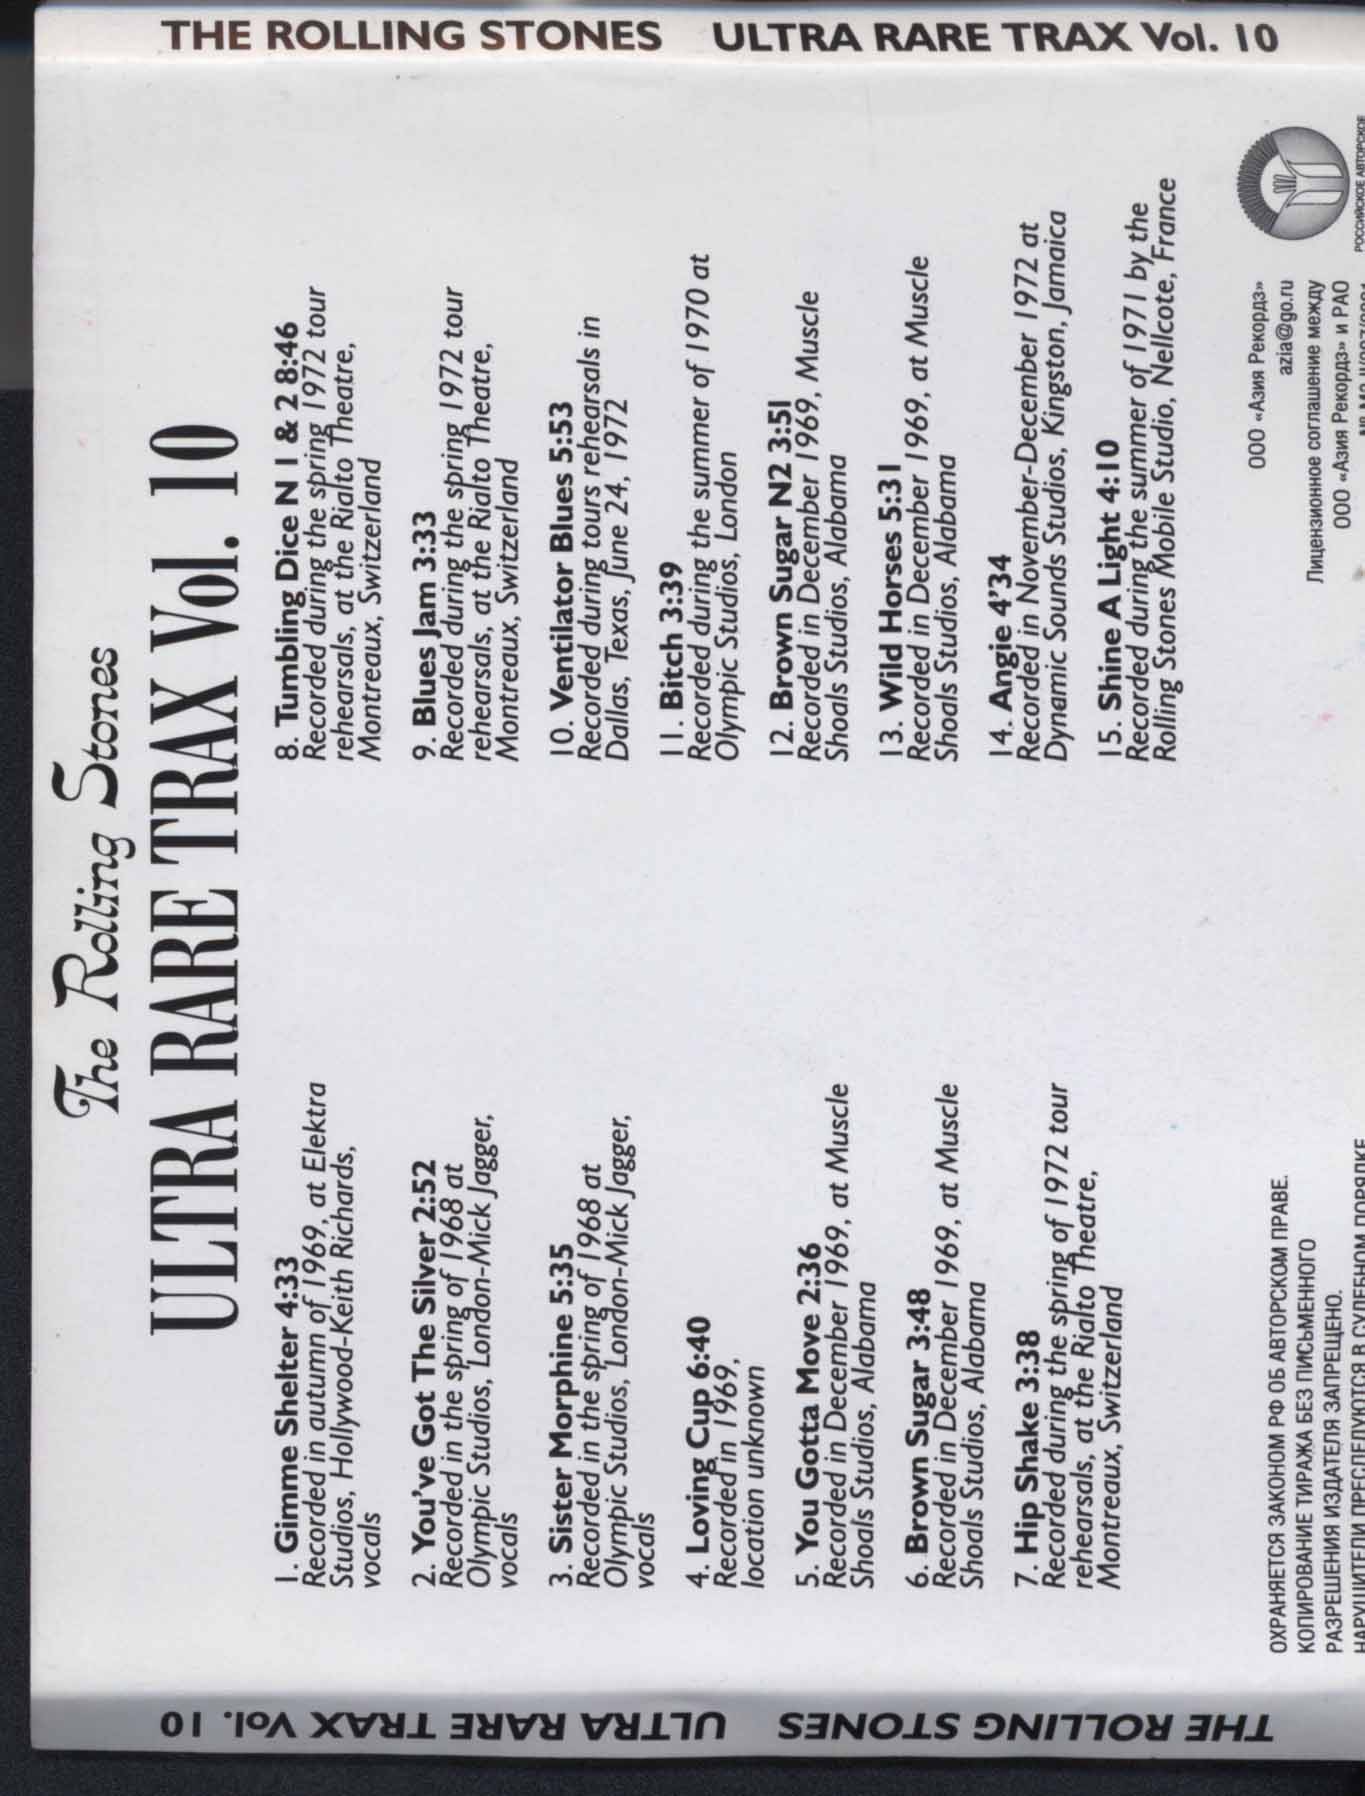 THE ROLLING STONES ULTRA RARE TRAX Vol. 10
The Rolling Stones
ULTRA RARE TRAX Vol. 10
1. Gimme Shelter 4:33
Recorded in autumn of 1969, at Elektra
Studios, Hollywood-Keith Richards,
vocals
2. You've Got The Silver 2:52
Recorded in the spring of 1968 at
Olympic Studios, London-Mick Jagger,
vocals
3. Sister Morphine 5:35
Recorded in the spring of 1968 at
Olympic Studios, London-Mick Jagger,
vocals
4. Loving Cup 6:40
Recorded in 1969,
location unknown
5. You Gotta Move 2:36
Recorded in December 1969, at Muscle
Shoals Studios, Alabama
6. Brown Sugar 3:48
Recorded in December 1969, at Muscle
Shoals Studios, Alabama
7. Hip Shake 3:38
Recorded during the spring of 1972 tour
rehearsals, at the Rialto Theatre,
Montreaux, Switzerland
8. Tumbling Dice N 1 & 2 8:46
Recorded during the spring 1972 tour
rehearsals, at the Rialto Theatre,
Montreaux, Switzerland
9. Blues Jam 3:33
Recorded during the spring 1972 tour
rehearsals, at the Rialto Theatre,
Montreaux, Switzerland
10. Ventilator Blues 5:53
Recorded during tours rehearsals in
Dallas, Texas, June 24, 1972
11. Bitch 3:39
Recorded during the summer of 1970 at
Olympic Studios, London
12. Brown Sugar N2 3:51
Recorded in December 1969, Muscle
Shoals Studios, Alabama
13. Wild Horses 5:31
Recorded in December 1969, at Muscle
Shoals Studios, Alabama
14. Angie 4'34
Recorded in November-December 1972 at
Dynamic Sounds Studios, Kingston, Jamaica
15. Shine A Light 4:10
Recorded during the summer of 1971 by the
Rolling Stones Mobile Studio, Nellcote, France
ОХРАНЯЕТСЯ ЗАКОНОМ РФ ОБ АВТОРСКОМ ПРАВЕ.
КОПИРОВАНИЕ ТИРАЖА БЕЗ ПИСЬМЕННОГО
РАЗРЕШЕНИЯ ИЗДАТЕЛЯ ЗАПРЕЩЕНО.
НАРУШИТЕЛИ ПРЕСЛЕДУЮТСЯ В СУДЕБНОМ ПОРЯДКЕ
ООО «Азия Рекордз»
azia@go.ru
Лицензионное соглашение между
ООО «Азия Рекордз» и РАО
РОССИЙСКОЕ АВТОРСКОЕ
THE ROLLING STONES ULTRA RARE TRAX Vol. 10